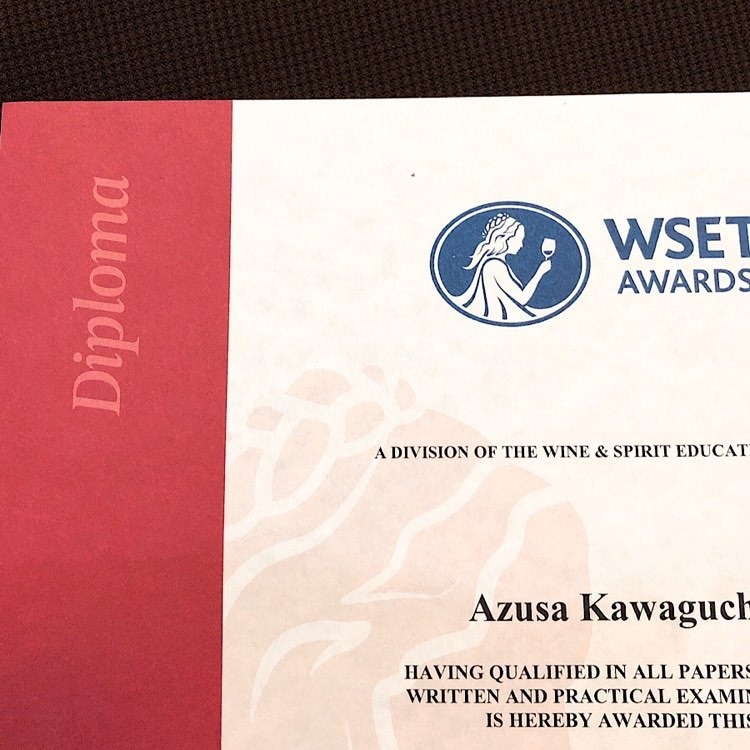 Diploma
WSET
AWARDS
A DIVISION OF THE WINE & SPIRIT EDUCAT
Azusa Kawaguch
HAVING QUALIFIED IN ALL PAPERS
WRITTEN AND PRACTICAL EXAMIN
IS HEREBY AWARDED THIS